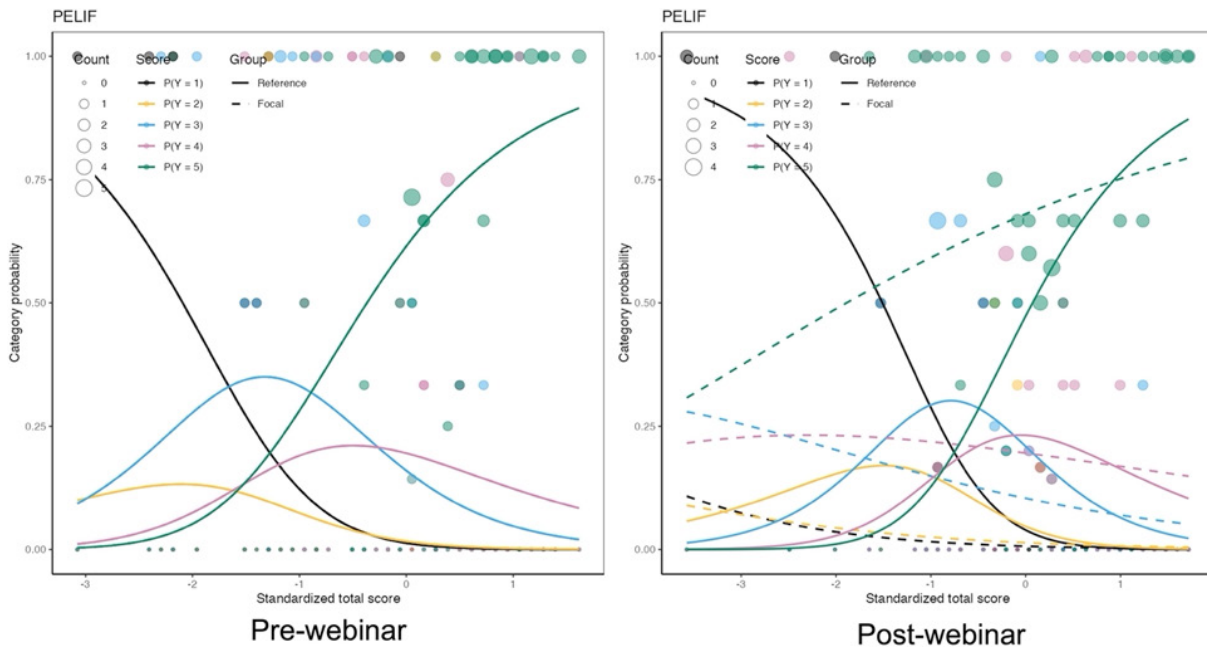 PELIF
Count Score Group
0 P(Y = 1) Reference
1 P(Y = 2) Focal
2 P(Y = 3)
3 P(Y = 4)
4 P(Y = 5)
5
1.00
0.75
0.50
0.25
0.00
Category probability
-3 -2 -1 0 1
Standardized total score
Pre-webinar
PELIF
Count Score Group
0 P(Y = 1) Reference
1 P(Y = 2) Focal
2 P(Y = 3)
3 P(Y = 4)
4 P(Y = 5)
1.00
0.75
0.50
0.25
0.00
Category probability
-3 -2 -1 0 1
Standardized total score
Post-webinar